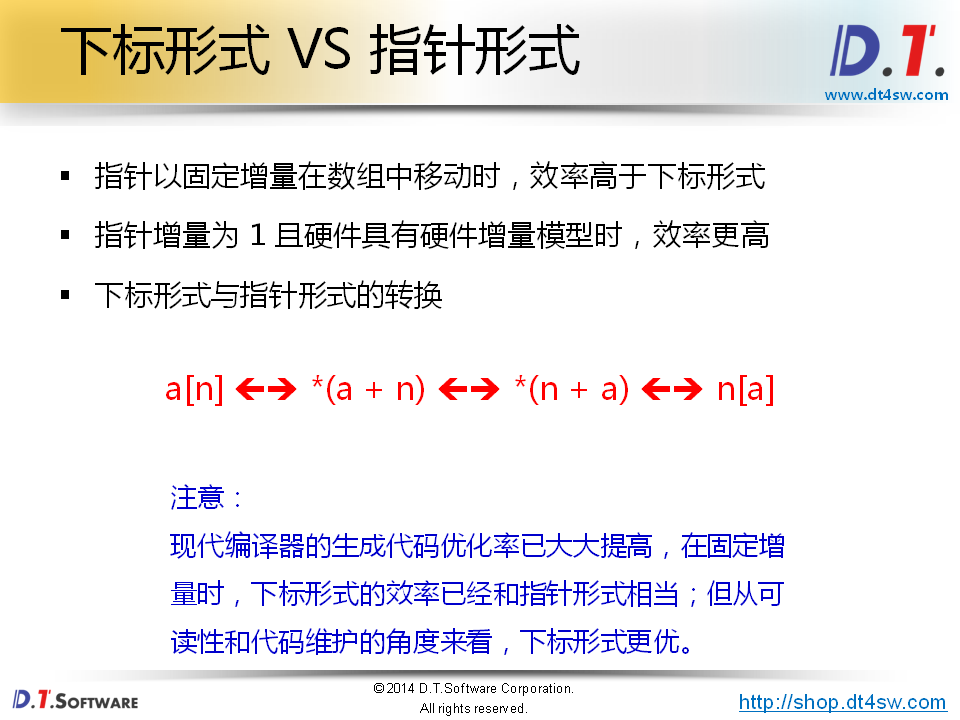 下标形式 VS 指针形式
D.T.
www.dt4sw.com
▪ 指针以固定增量在数组中移动时，效率高于下标形式
▪ 指针增量为 1 且硬件具有硬件增量模型时，效率更高
▪ 下标形式与指针形式的转换
a[n] 🡸🡺 *(a + n) 🡸🡺 *(n + a) 🡸🡺 n[a]
注意：
现代编译器的生成代码优化率已大大提高，在固定增
量时，下标形式的效率已经和指针形式相当；但从可
读性和代码维护的角度来看，下标形式更优。
D.T.SOFTWARE
©2014 D.T.Software Corporation.
All rights reserved.
http://shop.dt4sw.com